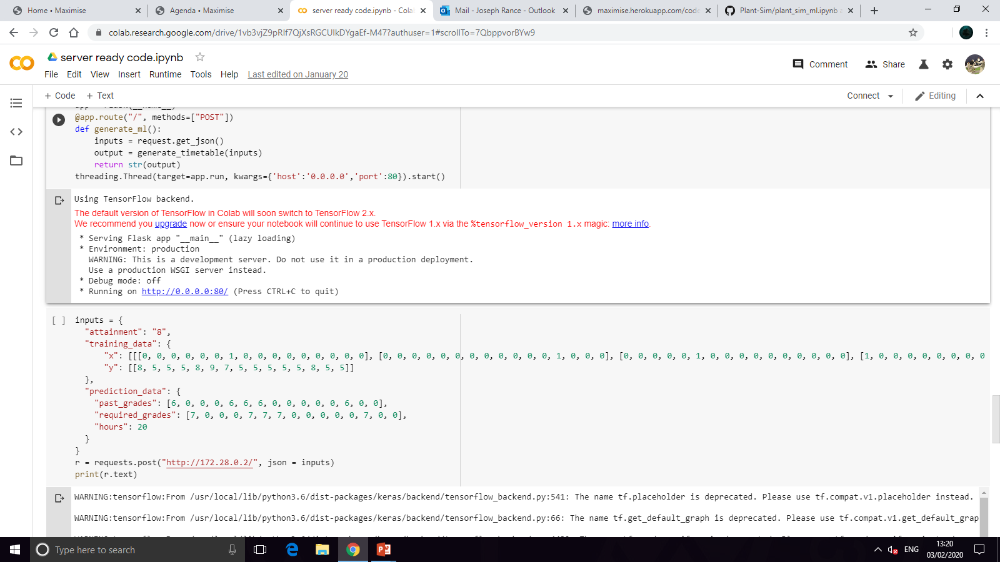 Home • Maximise
Agenda • Maximise
server ready code.ipynb - Cola
Mail - Joseph Rance - Outlook
maximise.herokuapp.com/code
Plant-Sim/plant_sim_ml.ipynb a
colab.research.google.com/drive/1vb3vjZ9pRlf7QjXsRGCUlkDYgaEf-M47?authuser=1#scrollTo=7QbppvorBYw9
server ready code.ipynb
Comment
Share
File Edit View Insert Runtime Tools Help Last edited on January 20
+ Code + Text
Connect
Editing
@app.route("/", methods=["POST"])
def generate_ml():
inputs = request.get_json()
output = generate_timetable(inputs)
return str(output)
threading.Thread(target=app.run, kwargs={'host':'0.0.0.0','port':80}).start()
Using TensorFlow backend.
The default version of TensorFlow in Colab will soon switch to TensorFlow 2.x.
We recommend you upgrade now or ensure your notebook will continue to use TensorFlow 1.x via the %tensorflow_version 1.x magic: more info.
* Serving Flask app "__main__" (lazy loading)
* Environment: production
WARNING: This is a development server. Do not use it in a production deployment.
Use a production WSGI server instead.
* Debug mode: off
* Running on http://0.0.0.0:80/ (Press CTRL+C to quit)
[ ] inputs = {
"attainment": "8",
"training_data": {
"x": [[[0, 0, 0, 0, 0, 0, 1, 0, 0, 0, 0, 0, 0, 0, 0, 0], [0, 0, 0, 0, 0, 0, 0, 0, 0, 0, 0, 0, 1, 0, 0, 0], [0, 0, 0, 0, 0, 1, 0, 0, 0, 0, 0, 0, 0, 0, 0, 0], [1, 0, 0, 0, 0, 0, 0, 0, 0
"y": [[8, 5, 5, 5, 8, 9, 7, 5, 5, 5, 5, 5, 8, 5, 5]]
},
"prediction_data": {
"past_grades": [6, 0, 0, 0, 6, 6, 6, 0, 0, 0, 0, 0, 6, 0, 0],
"required_grades": [7, 0, 0, 0, 7, 7, 7, 0, 0, 0, 0, 0, 7, 0, 0],
"hours": 20
}
}
r = requests.post("http://172.28.0.2/", json = inputs)
print(r.text)
WARNING:tensorflow:From /usr/local/lib/python3.6/dist-packages/keras/backend/tensorflow_backend.py:541: The name tf.placeholder is deprecated. Please use tf.compat.v1.placeholder instead.
WARNING:tensorflow:From /usr/local/lib/python3.6/dist-packages/keras/backend/tensorflow_backend.py:66: The name tf.get_default_graph is deprecated. Please use tf.compat.v1.get_default_grap
Type here to search
ENG
13:20
03/02/2020